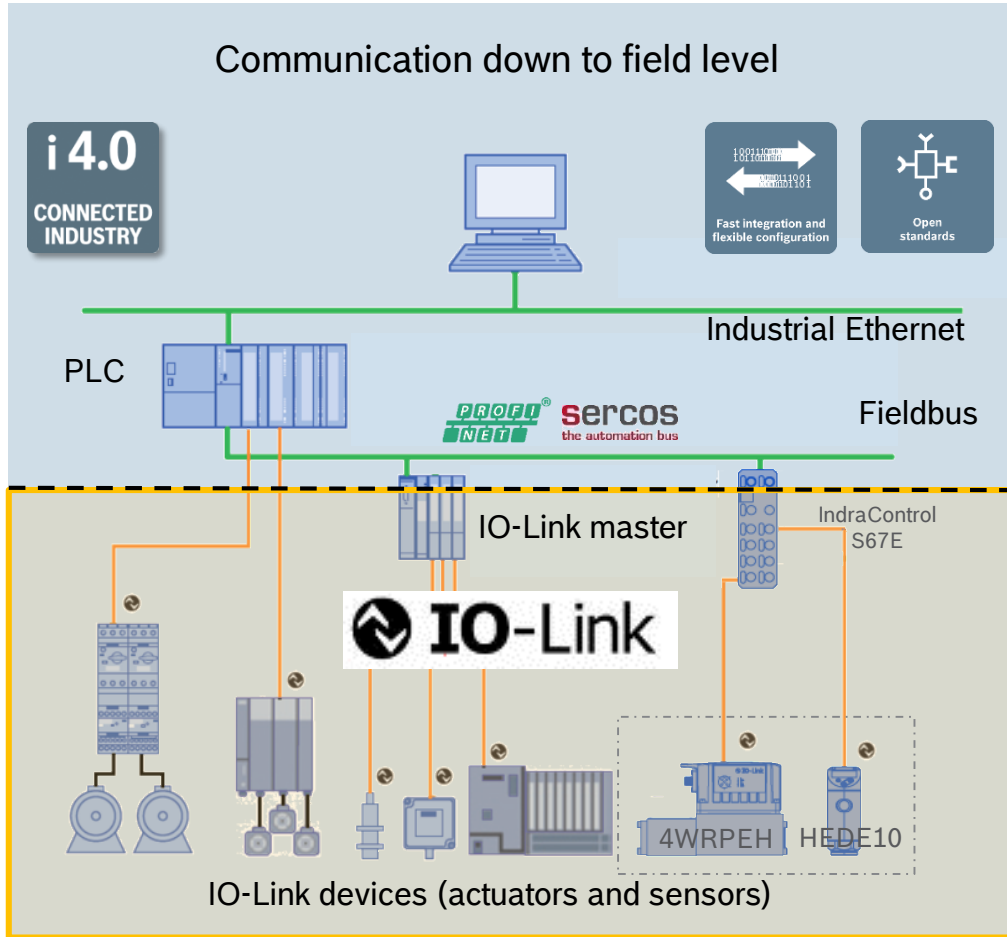 Communication down to field level
i 4.0
CONNECTED
INDUSTRY
Fast integration and
flexible configuration
Open
standards
Industrial Ethernet
PLC
PROFI®
NET
sercos
the automation bus
Fieldbus
IO-Link master
IndraControl
S67E
IO-Link
4WRPEH
HEDE10
IO-Link devices (actuators and sensors)